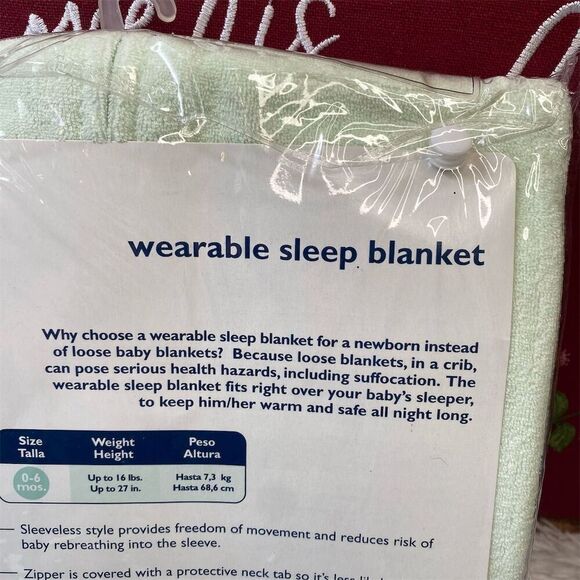 wearable sleep blanket
Why choose a wearable sleep blanket for a newborn instead
of loose baby blankets? Because loose blankets, in a crib,
can pose serious health hazards, including suffocation. The
wearable sleep blanket fits right over your baby's sleeper,
to keep him/her warm and safe all night long.
Size Weight Peso
Talla Height Altura
0-6 Up to 16 lbs. Hasta 7,3 kg
mos. Up to 27 in. Hasta 68,6 cm
— Sleeveless style provides freedom of movement and reduces risk of
baby rebreathing into the sleeve.
— Zipper is covered with a protective neck tab so it's less